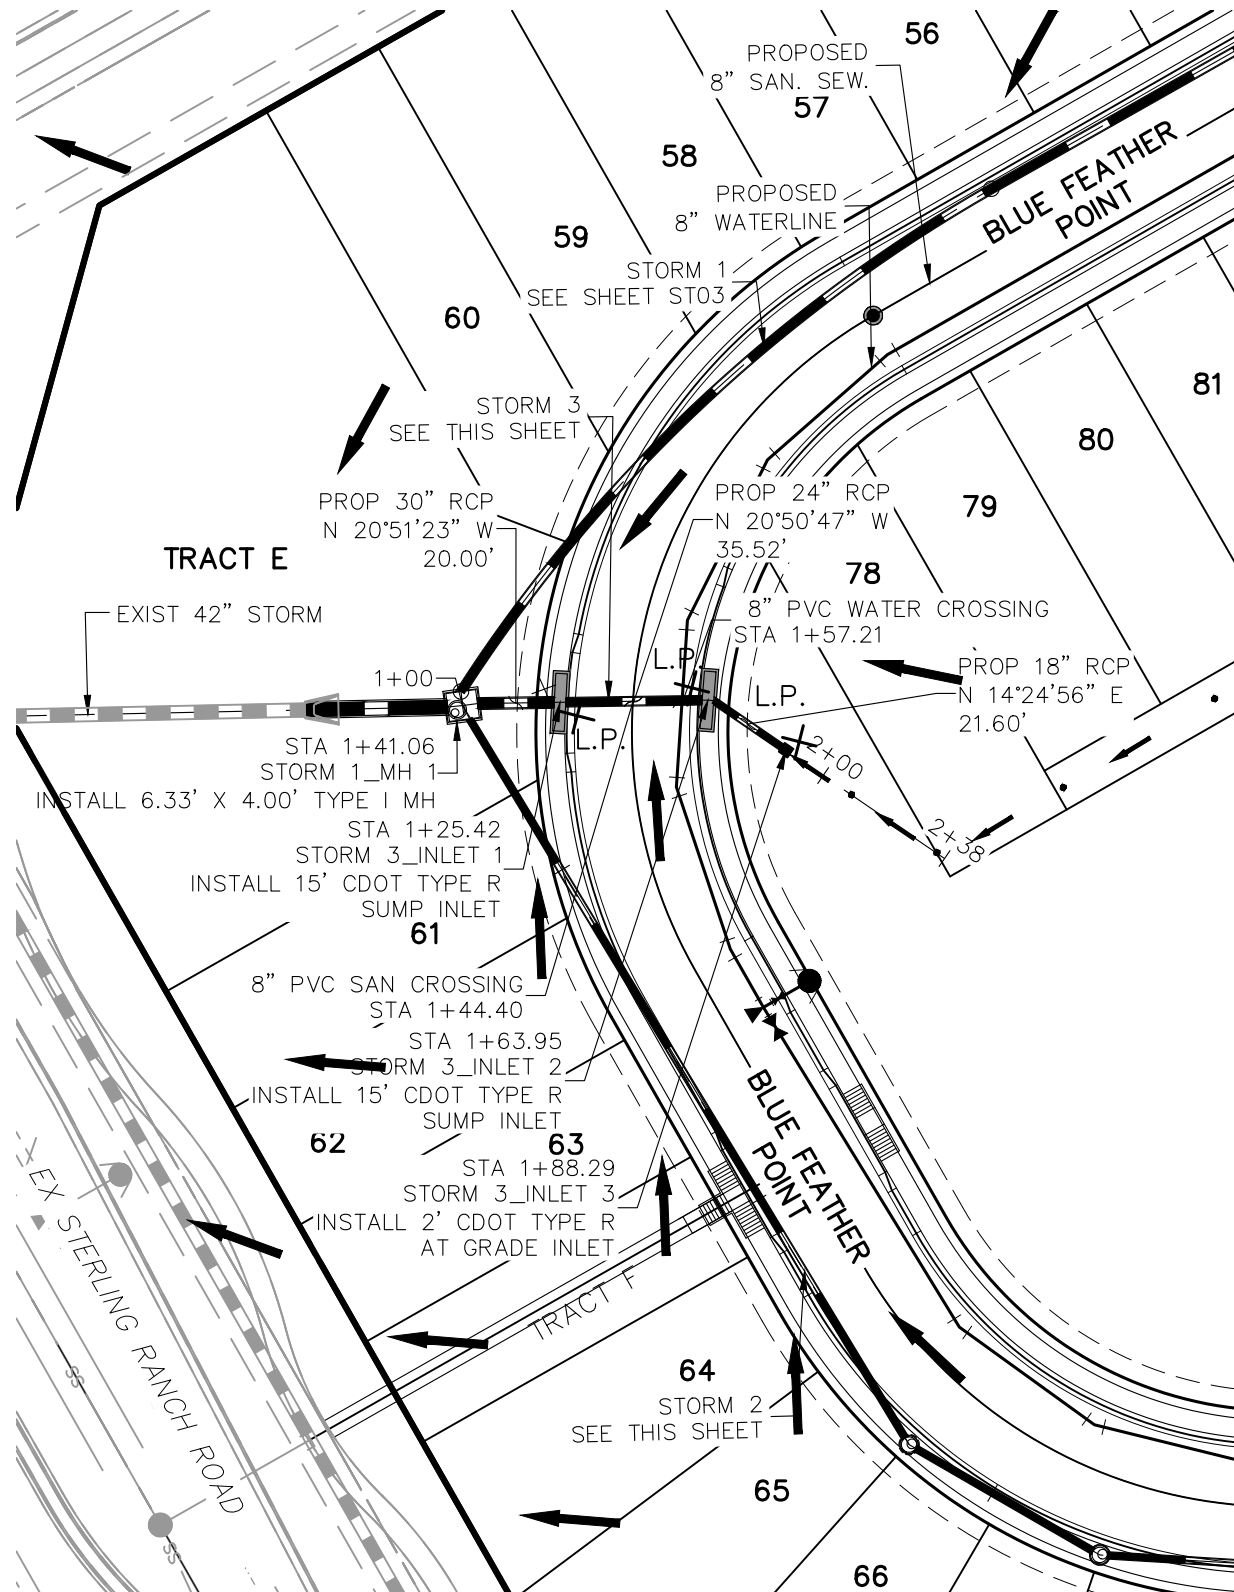 56
PROPOSED
8" SAN. SEW.
57
58
PROPOSED
8" WATERLINE
BLUE FEATHER
POINT
59
STORM 1
SEE SHEET ST03
60
81
STORM 3
SEE THIS SHEET
80
PROP 30" RCP
N 20°51'23" W
20.00'
PROP 24" RCP
N 20°50'47" W
35.52'
79
TRACT E
78
EXIST 42" STORM
8" PVC WATER CROSSING
STA 1+57.21
L.P.
1+00
L.P.
PROP 18" RCP
N 14°24'56" E
21.60'
L.P.
2+00
STA 1+41.06
STORM 1_MH 1
INSTALL 6.33' X 4.00' TYPE I MH
STA 1+25.42
STORM 3_INLET 1
INSTALL 15' CDOT TYPE R
SUMP INLET
2+38
61
8" PVC SAN CROSSING
STA 1+44.40
STA 1+63.95
STORM 3_INLET 2
INSTALL 15' CDOT TYPE R
SUMP INLET
62
63
BLUE FEATHER
POINT
STA 1+88.29
STORM 3_INLET 3
INSTALL 2' CDOT TYPE R
AT GRADE INLET
EX STERLING RANCH ROAD
TRACT F
SS
64
STORM 2
SEE THIS SHEET
65
SS
66